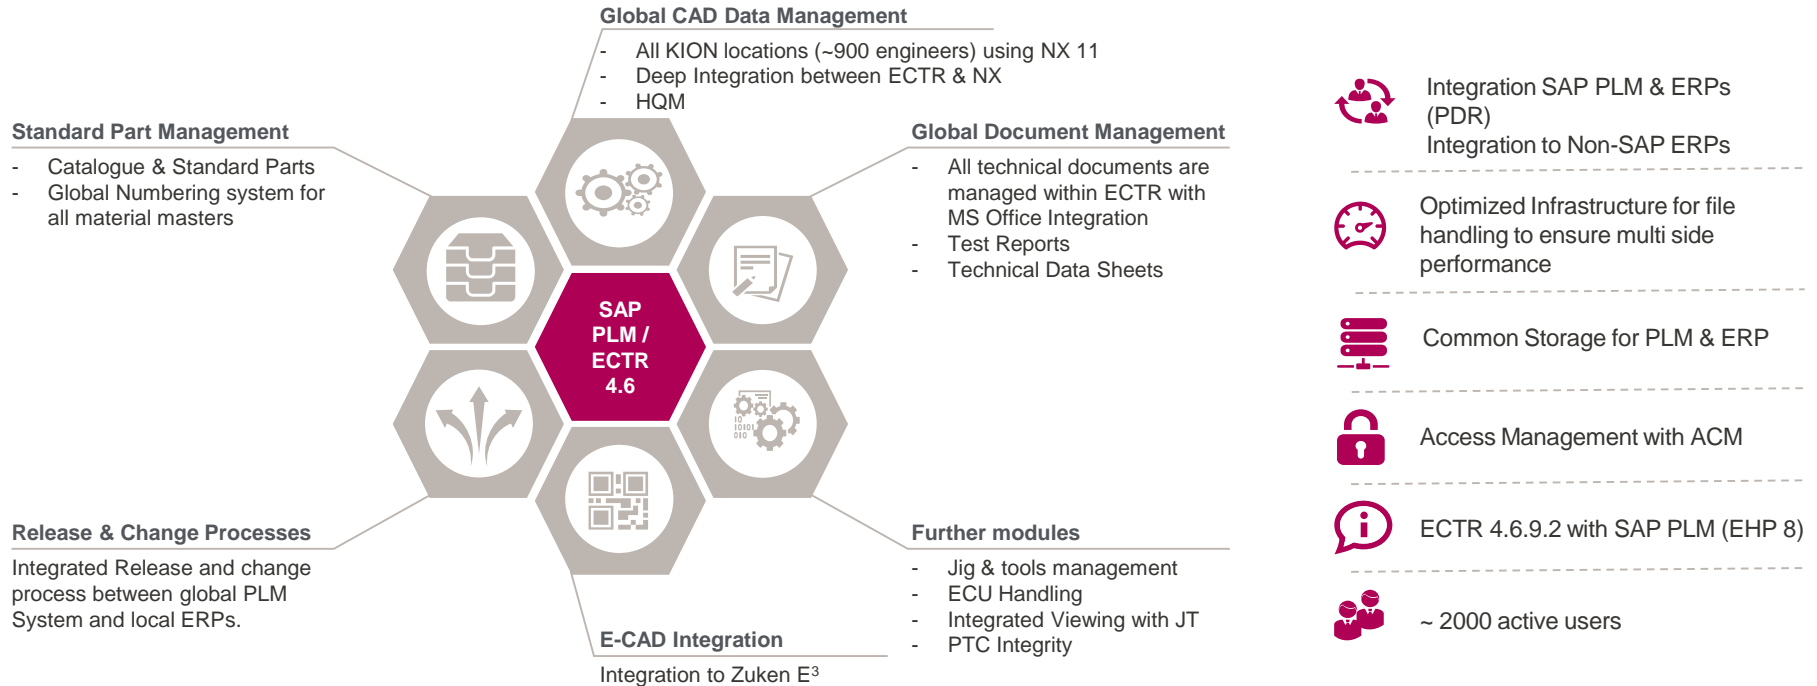 Global CAD Data Management
- All KION locations (~900 engineers) using NX 11
- Deep Integration between ECTR & NX
- HQM
Standard Part Management
- Catalogue & Standard Parts
- Global Numbering system for
all material masters
Global Document Management
- All technical documents are
managed within ECTR with
MS Office Integration
- Test Reports
- Technical Data Sheets
SAP
PLM /
ECTR
4.6
10
10101
010
Release & Change Processes
Integrated Release and change
process between global PLM
System and local ERPs.
E-CAD Integration
Integration to Zuken E³
Further modules
- Jig & tools management
- ECU Handling
- Integrated Viewing with JT
- PTC Integrity
Integration SAP PLM & ERPs
(PDR)
Integration to Non-SAP ERPs
Optimized Infrastructure for file
handling to ensure multi side
performance
Common Storage for PLM & ERP
Access Management with ACM
ECTR 4.6.9.2 with SAP PLM (EHP 8)
~ 2000 active users